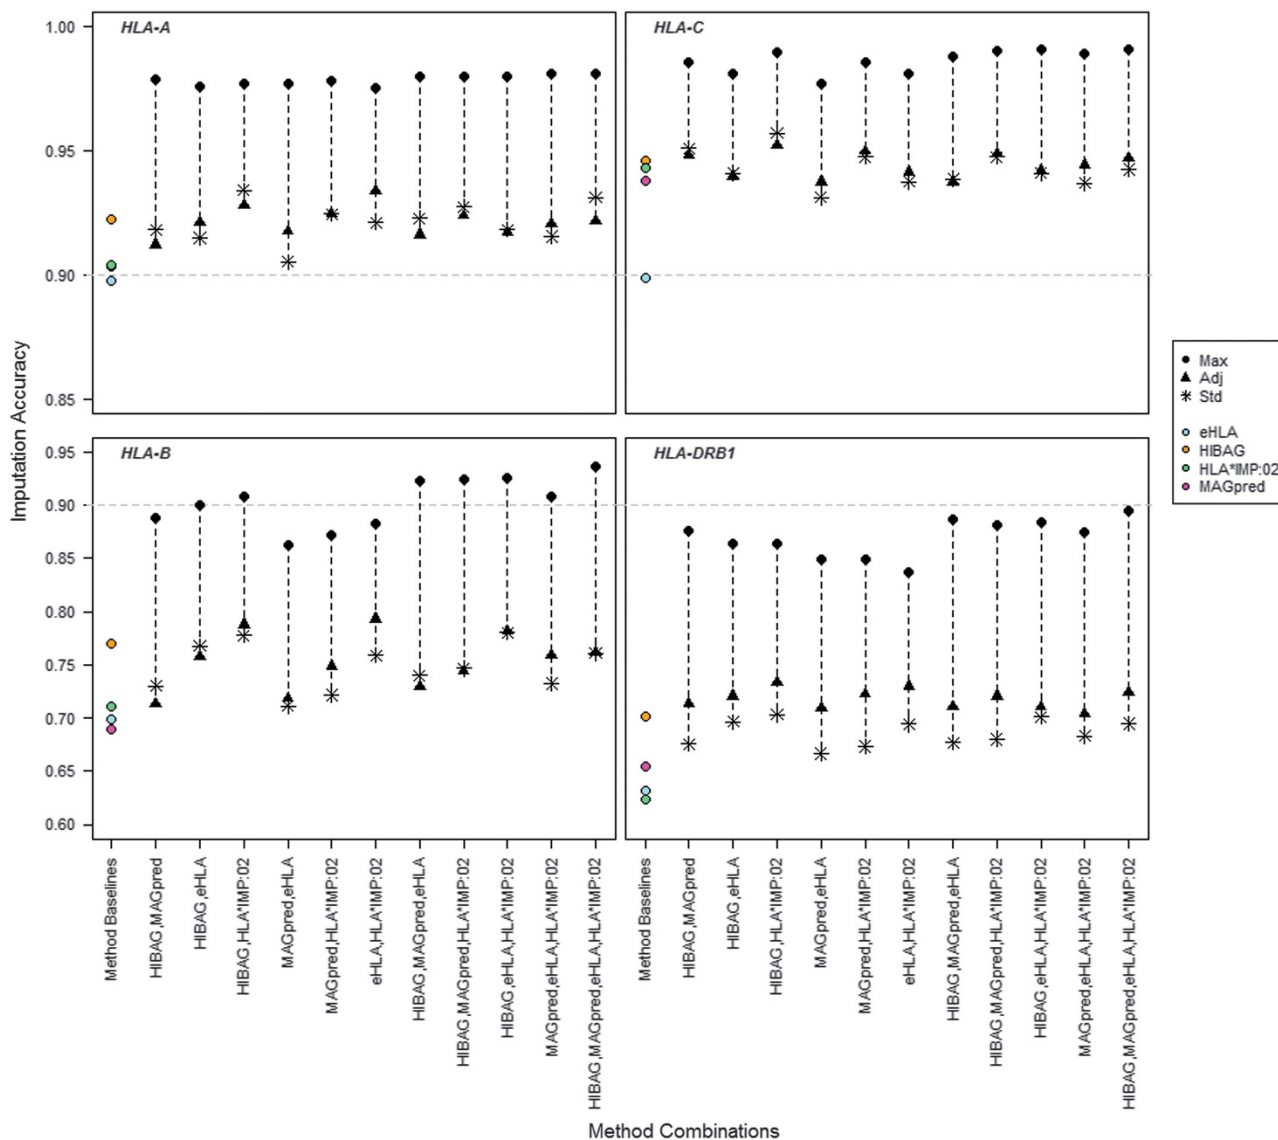 HLA-A
HLA-C
1.00
0.95
0.90
0.85
HLA-B
HLA-DRB1
0.95
0.90
0.85
0.80
0.75
0.70
0.65
0.60
Imputation Accuracy
Max
Adj
Std
eHLA
HIBAG
HLA*IMP:02
MAGpred
Method Baselines
HIBAG,MAGpred
HIBAG,eHLA
HIBAG,HLA*IMP:02
MAGpred,eHLA
MAGpred,HLA*IMP:02
eHLA,HLA*IMP:02
HIBAG,MAGpred,eHLA
HIBAG,MAGpred,HLA*IMP:02
HIBAG,eHLA,HLA*IMP:02
MAGpred,eHLA,HLA*IMP:02
HIBAG,MAGpred,eHLA,HLA*IMP:02
Method Baselines
HIBAG,MAGpred
HIBAG,eHLA
HIBAG,HLA*IMP:02
MAGpred,eHLA
MAGpred,HLA*IMP:02
eHLA,HLA*IMP:02
HIBAG,MAGpred,eHLA
HIBAG,MAGpred,HLA*IMP:02
HIBAG,eHLA,HLA*IMP:02
MAGpred,eHLA,HLA*IMP:02
HIBAG,MAGpred,eHLA,HLA*IMP:02
Method Combinations